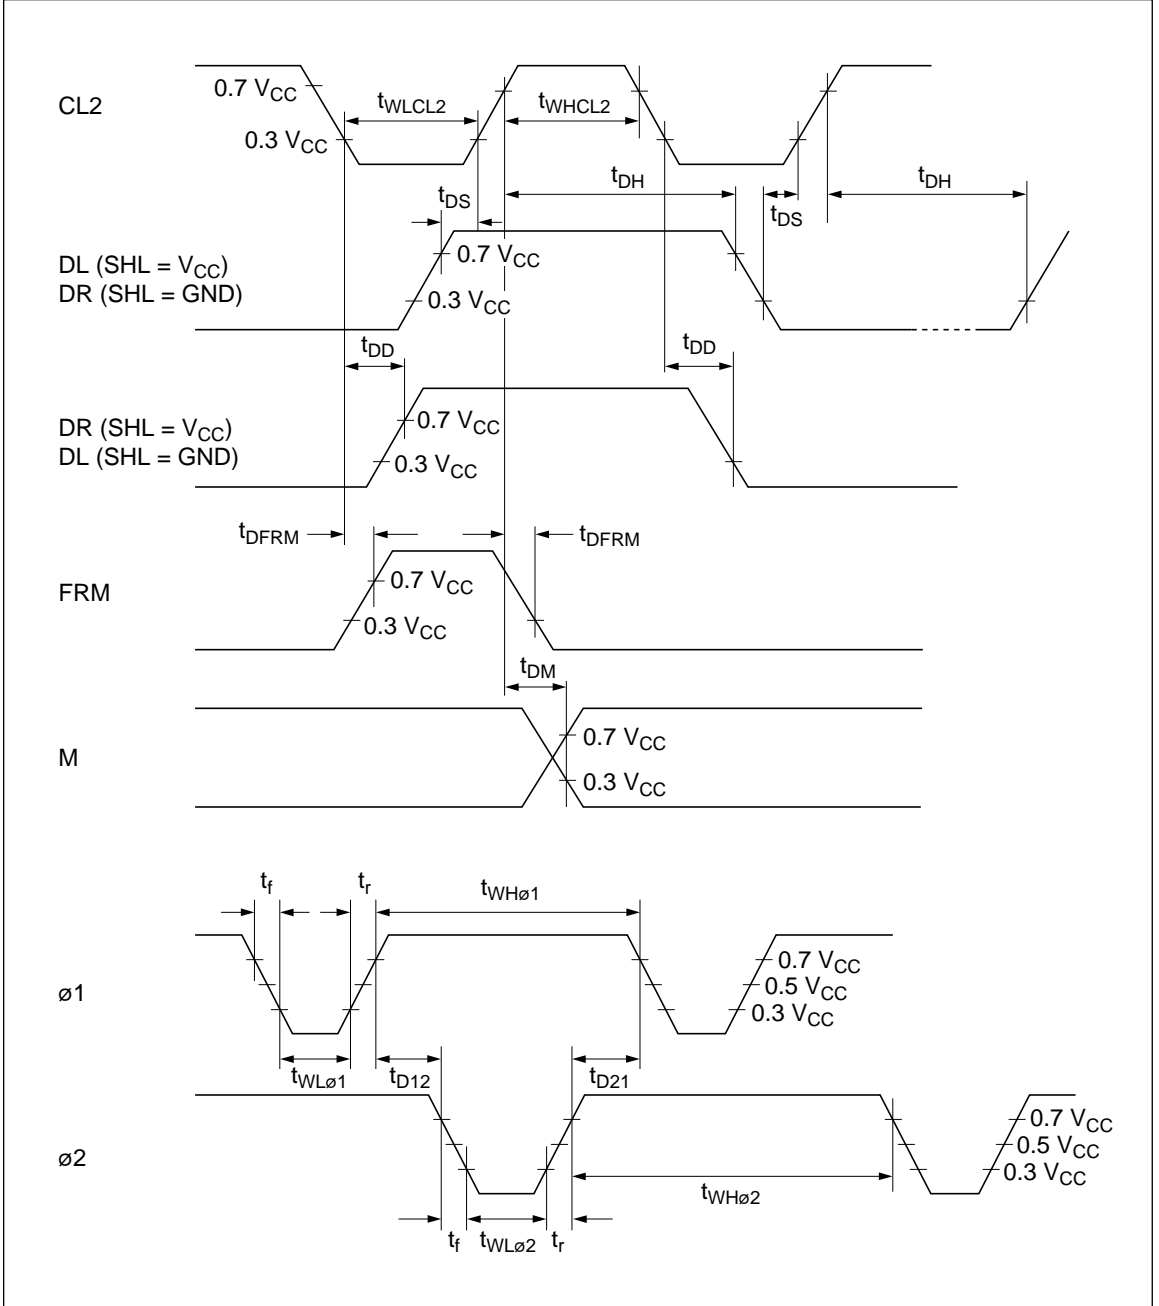 CL2
0.7 VCC
0.3 VCC
tWLCL2
tWHCL2
tDS
tDH
tDS
tDH
DL (SHL = VCC)
DR (SHL = GND)
0.7 VCC
0.3 VCC
tDD
tDD
DR (SHL = VCC)
DL (SHL = GND)
0.7 VCC
0.3 VCC
tDFRM
tDFRM
FRM
0.7 VCC
0.3 VCC
tDM
M
0.7 VCC
0.3 VCC
tf
tr
tWHø1
ø1
0.7 VCC
0.5 VCC
0.3 VCC
tWLø1
tD12
tD21
ø2
0.7 VCC
0.5 VCC
0.3 VCC
tWHø2
tf
tWLø2
tr